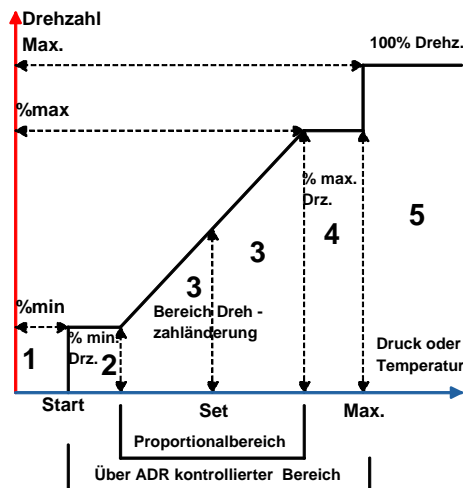 Drehzahl
Max.
100% Drehz.
%max
% max.
Drz.
5
4
3
3
%min
Bereich Dreh -
zahländerung
% min.
Drz.
1
2
Druck oder
Temperatur
Start
Set
Max.
Proportionalbereich
Über ADR kontrollierter Bereich